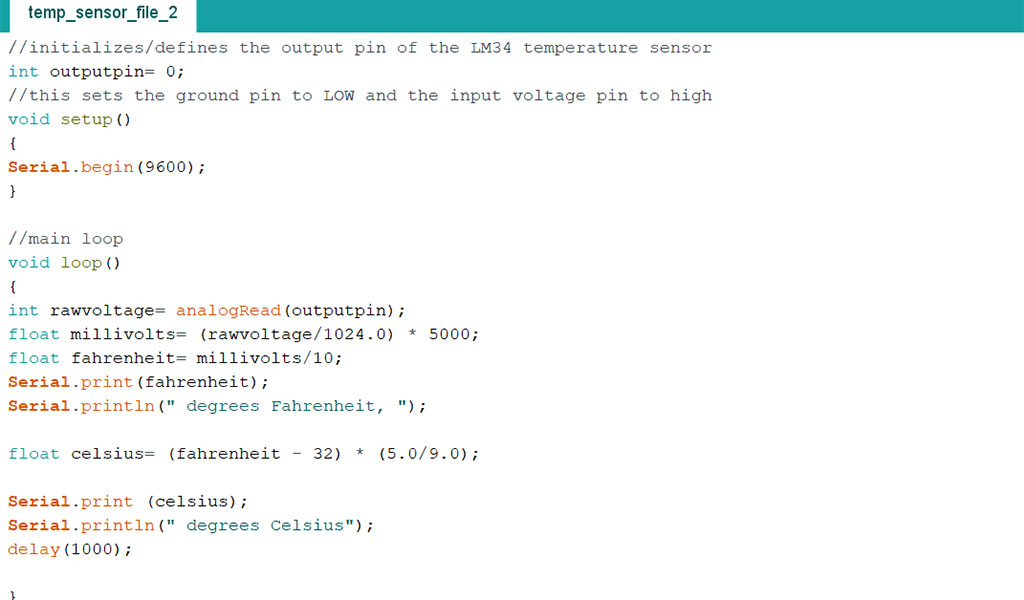 temp_sensor_file_2
//initializes/defines the output pin of the LM34 temperature sensor
int outputpin= 0;
//this sets the ground pin to LOW and the input voltage pin to high
void setup()
{
Serial.begin(9600);
}
//main loop
void loop()
{
int rawvoltage= analogRead(outputpin);
float millivolts= (rawvoltage/1024.0) * 5000;
float fahrenheit= millivolts/10;
Serial.print(fahrenheit);
Serial.println(" degrees Fahrenheit, ");
float celsius= (fahrenheit - 32) * (5.0/9.0);
Serial.print (celsius);
Serial.println(" degrees Celsius");
delay(1000);
}